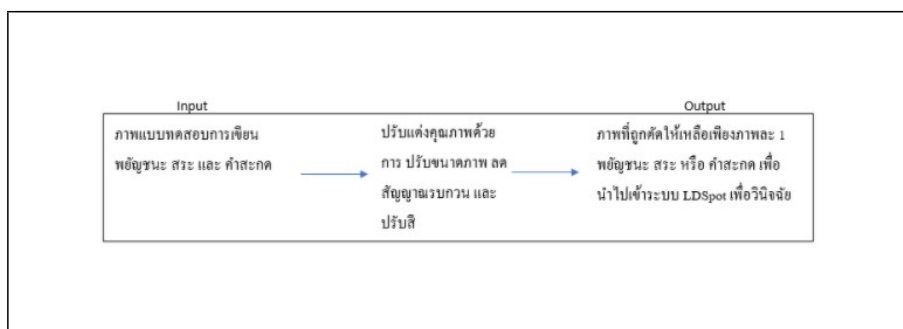 Input
Output
ภาพแบบทดสอบการเขียน
พยัญชนะ สระ และ คำสะกด
ปรับแต่งคุณภาพด้วย
การ ปรับขนาดภาพ ลด
สัญญาณรบกวน และ
ปรับสี
ภาพที่ถูกตัดให้เหลือเพียงภาพละ 1
พยัญชนะ สระ หรือ คำสะกด เพื่อ
นำไปเข้าระบบ LDSpot เพื่อวินิจฉัย